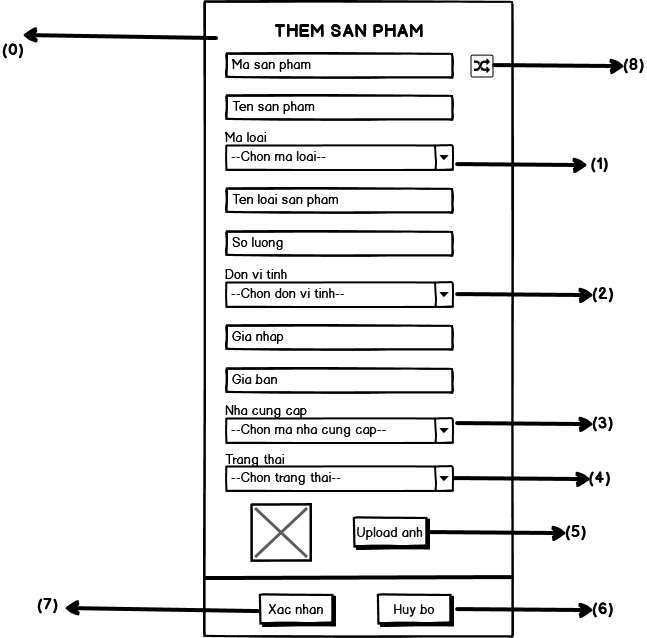 THEM SAN PHAM
(0)
Ma san pham
(8)
Ten san pham
Ma loai
--Chon ma loai--
(1)
Ten loai san pham
So luong
Don vi tinh
--Chon don vi tinh--
(2)
Gia nhap
Gia ban
Nha cung cap
--Chon ma nha cung cap--
(3)
Trang thai
--Chon trang thai--
(4)
Upload anh
(5)
(7)
Xac nhan
Huy bo
(6)